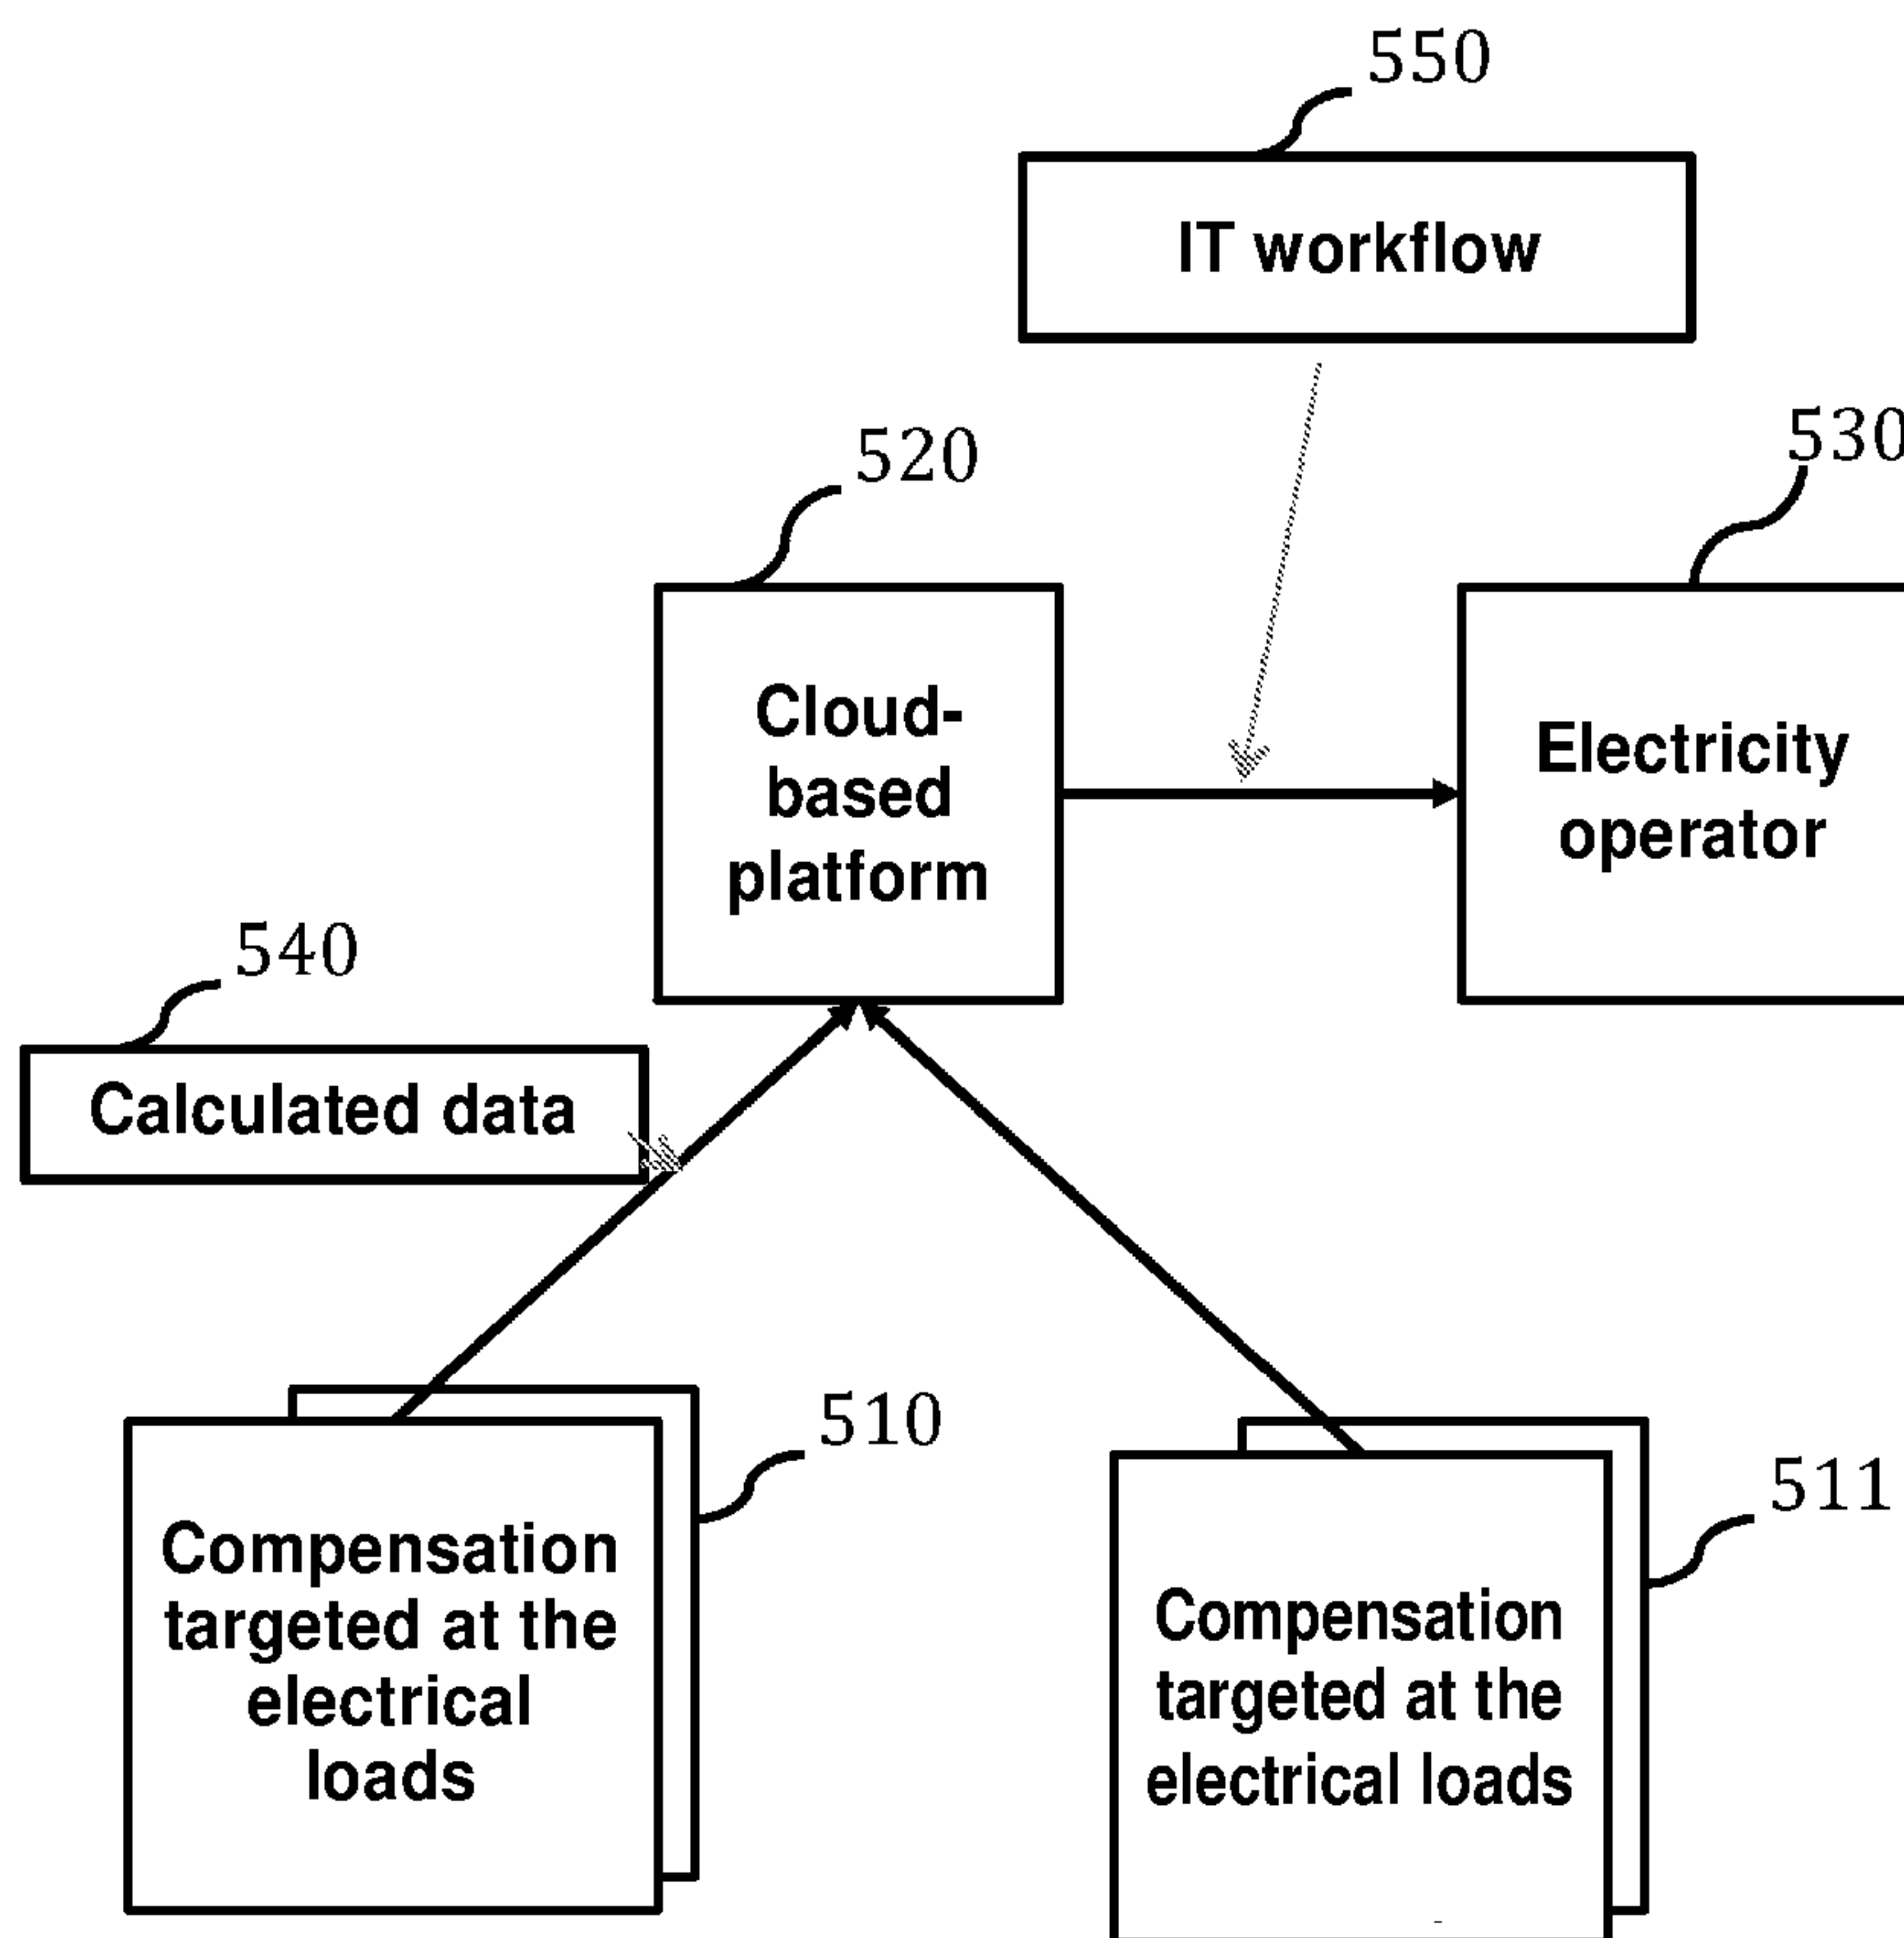 550
IT workflow
520
530
Cloud-
based
platform
Electricity
operator
540
Calculated data
510
Compensation
targeted at the
electrical
loads
511
Compensation
targeted at the
electrical loads